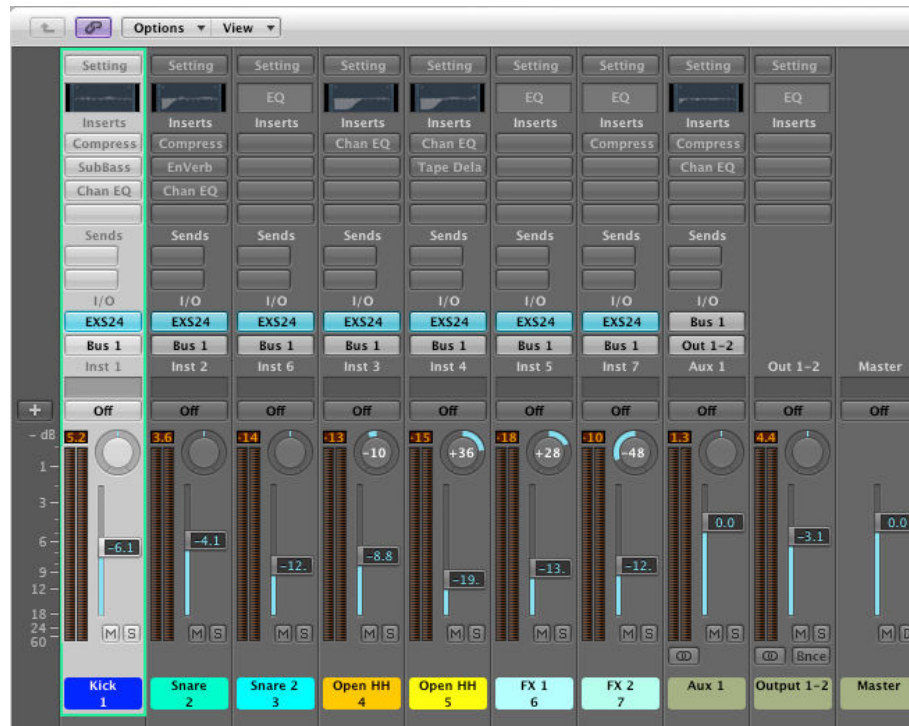 Options View
Setting Setting Setting Setting Setting Setting Setting Setting Setting
EQ EQ EQ EQ
Inserts Inserts Inserts Inserts Inserts Inserts Inserts Inserts Inserts
Compress Compress Chan EQ Chan EQ Compress Compress
SubBass EnVerb Tape Dela Chan EQ
Chan EQ Chan EQ
Sends Sends Sends Sends Sends Sends Sends Sends
I/O I/O I/O I/O I/O I/O I/O I/O
EXS24 EXS24 EXS24 EXS24 EXS24 EXS24 EXS24 Bus 1
Bus 1 Bus 1 Bus 1 Bus 1 Bus 1 Bus 1 Bus 1 Out 1-2
Inst 1 Inst 2 Inst 6 Inst 3 Inst 4 Inst 5 Inst 7 Aux 1 Out 1-2 Master
+ Off Off Off Off Off Off Off Off Off Off
- dB 5.2 3.6 -14 -13 -15 -18 -10 1.3 4.4
-10 +36 +28 -48
1
3
0.0 0.0
6 -6.1 -4.1 -3.1
-8.8
9 -12. -13. -12.
12 -19.
18
24 M S M S M S M S M S M S M S M S M S M D
60
Bnce
Kick Snare Snare 2 Open HH Open HH FX 1 FX 2 Aux 1 Output 1-2 Master
1 2 3 4 5 6 7